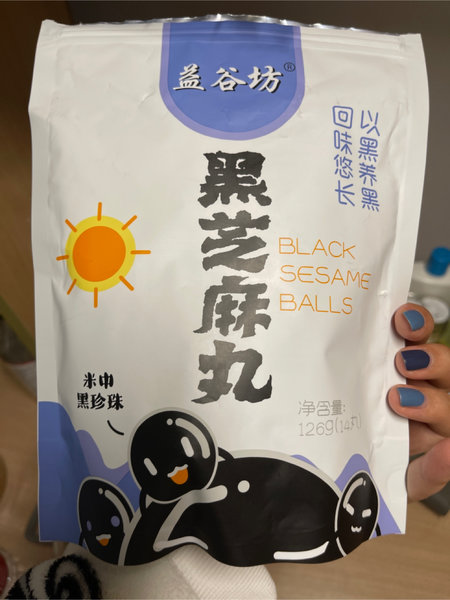 益谷坊®
以黑养黑
回味悠长
黑芝麻丸
BLACK
SESAME
BALLS
米中
黑珍珠
净含量:
126g(14丸)